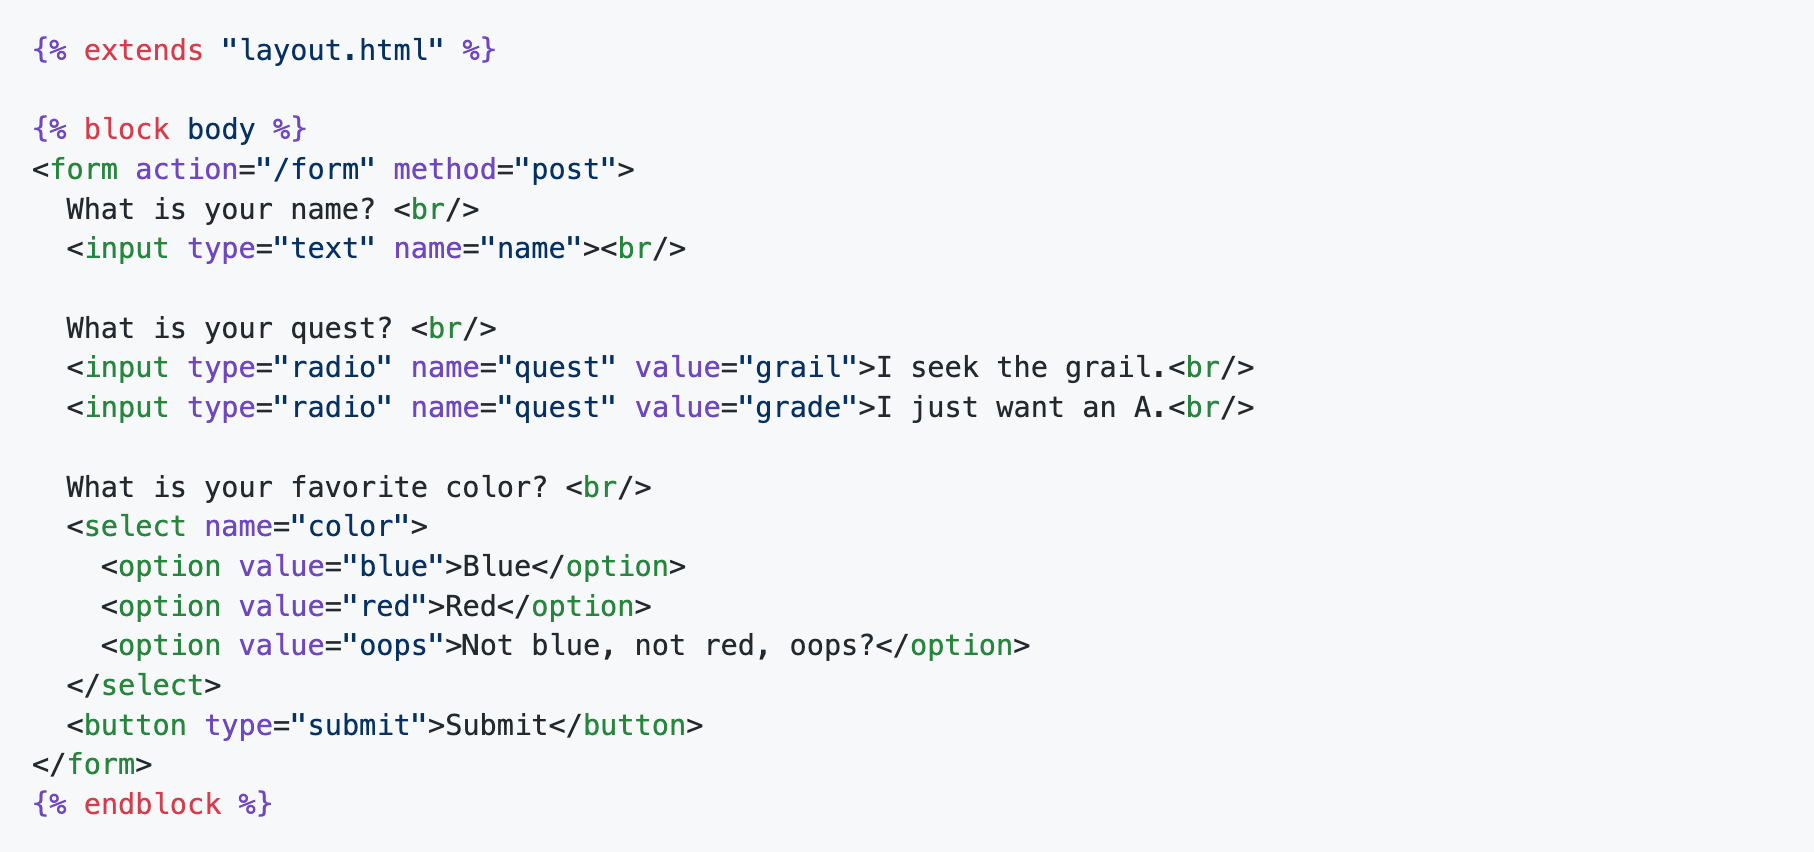 {% extends "layout.html" %}

{% block body %}
<form action="/form" method="post">
  What is your name? <br/>
  <input type="text" name="name"><br/>

  What is your quest? <br/>
  <input type="radio" name="quest" value="grail">I seek the grail.<br/>
  <input type="radio" name="quest" value="grade">I just want an A.<br/>

  What is your favorite color? <br/>
  <select name="color">
    <option value="blue">Blue</option>
    <option value="red">Red</option>
    <option value="oops">Not blue, not red, oops?</option>
  </select>
  <button type="submit">Submit</button>
</form>
{% endblock %}